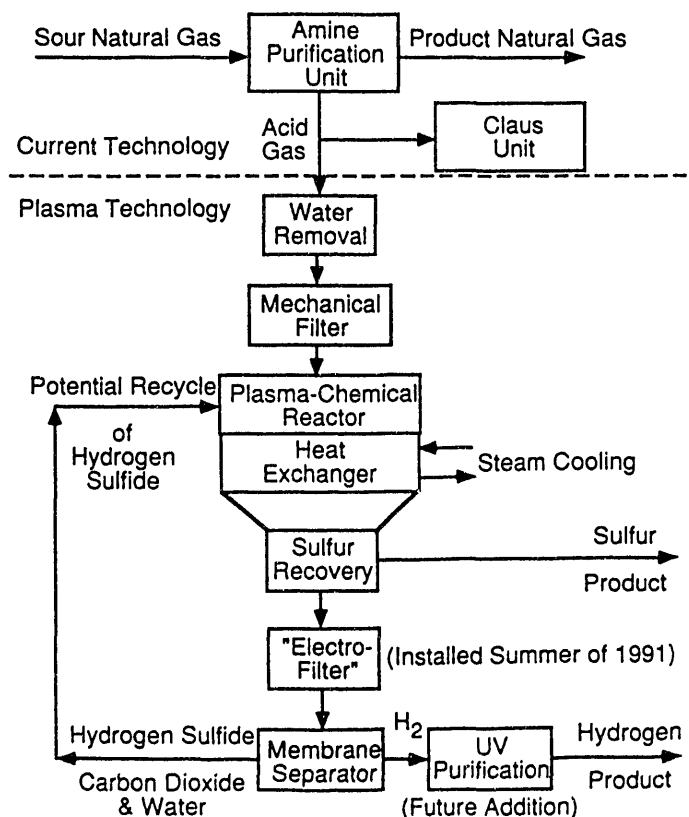 Sour Natural Gas
Amine
Purification
Unit
Product Natural Gas
Current Technology
Acid
Gas
Claus
Unit
Plasma Technology
Water
Removal
Mechanical
Filter
Potential Recycle
of
Hydrogen
Sulfide
Plasma-Chemical
Reactor
Heat
Exchanger
Steam Cooling
Sulfur
Recovery
Sulfur
Product
"Electro-
Filter"
(Installed Summer of 1991)
Hydrogen Sulfide
Carbon Dioxide
& Water
Membrane
Separator
H2
UV
Purification
(Future Addition)
Hydrogen
Product